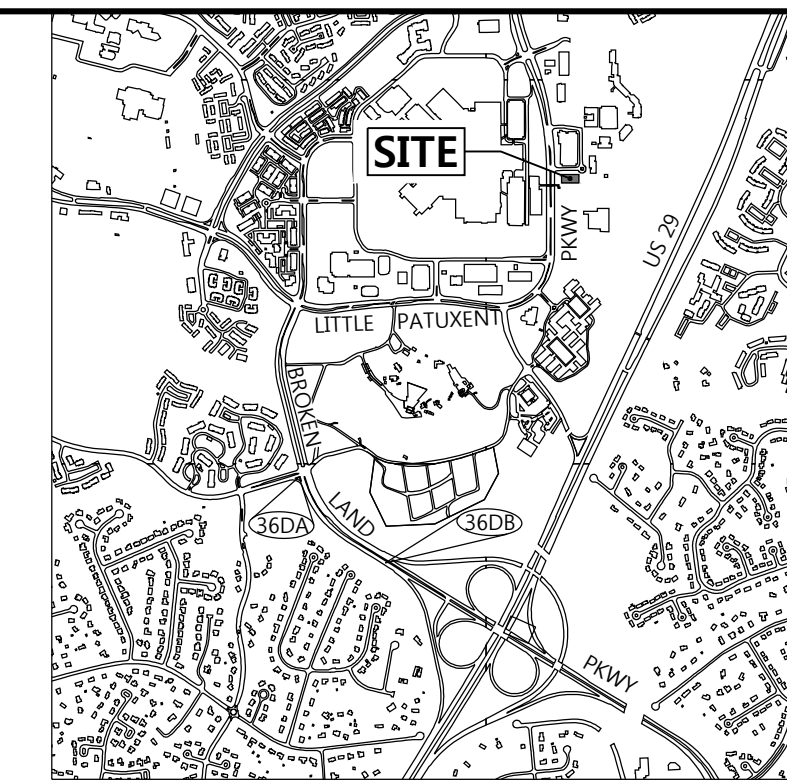 SITE
PKWY
US 29
LITTLE PATUXENT
BROKEN
LAND
36DA
36DB
PKWY